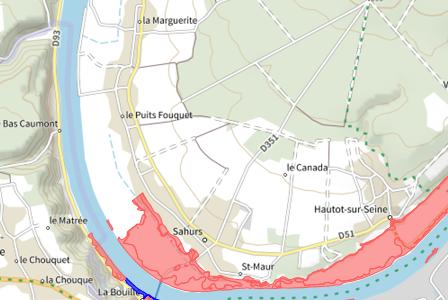 la Marguerite
D93
le Puits Fouquet
Bas Caumont
D351
le Canada
Hautot-sur-Seine
le Matrée
Sahurs
D51
le Chouquet
St-Maur
la Chouque
La Bouille